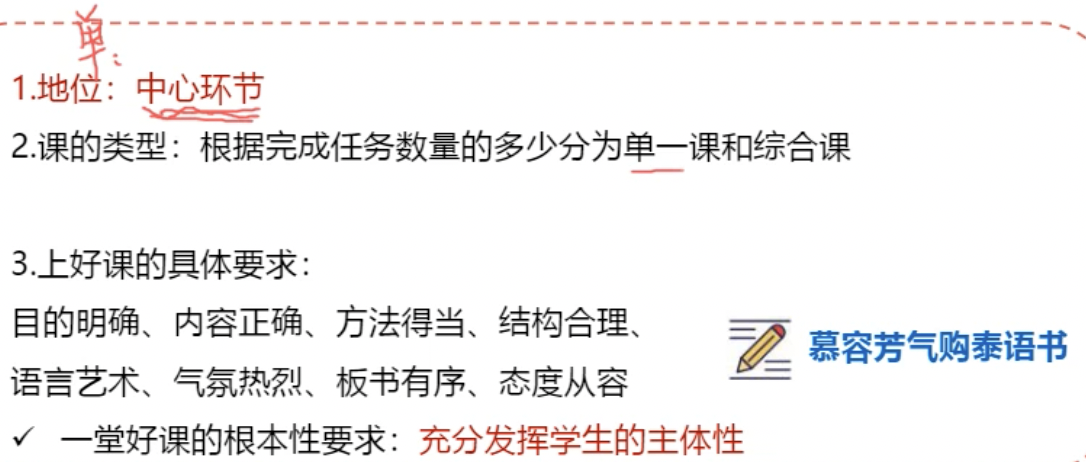 单:
1.地位：中心环节
2.课的类型：根据完成任务数量的多少分为单一课和综合课
3.上好课的具体要求：
目的明确、内容正确、方法得当、结构合理、
语言艺术、气氛热烈、板书有序、态度从容
慕容芳气购泰语书
✓ 一堂好课的根本性要求：充分发挥学生的主体性